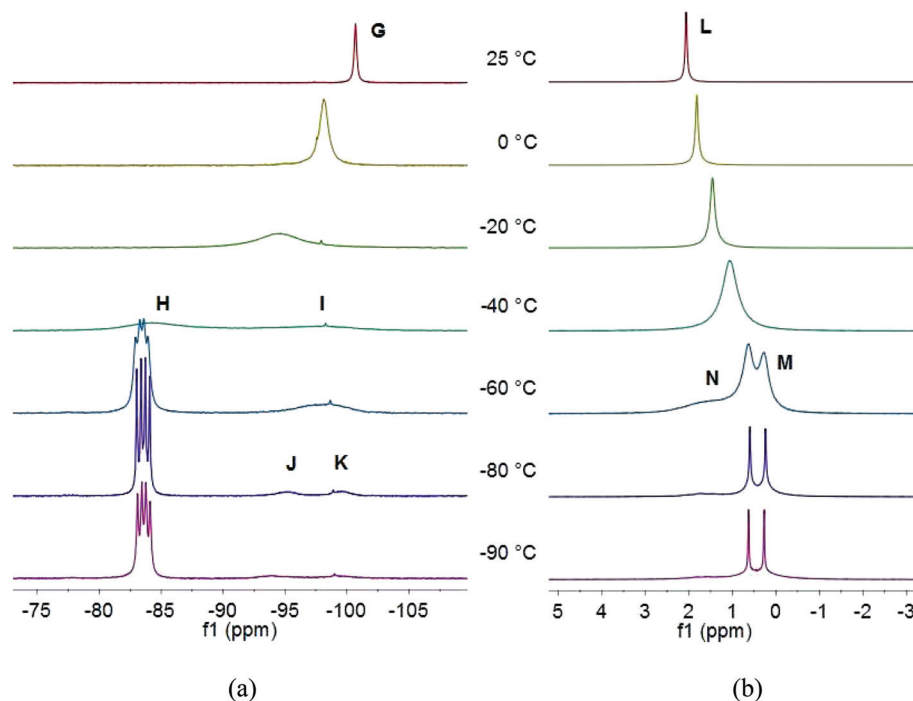 G
25 °C
L
0 °C
-20 °C
H
I
-40 °C
-60 °C
N
M
J
K
-80 °C
-90 °C
-75 -80 -85 -90 -95 -100 -105
f1 (ppm)
5 4 3 2 1 0 -1 -2 -3
f1 (ppm)
(a)
(b)